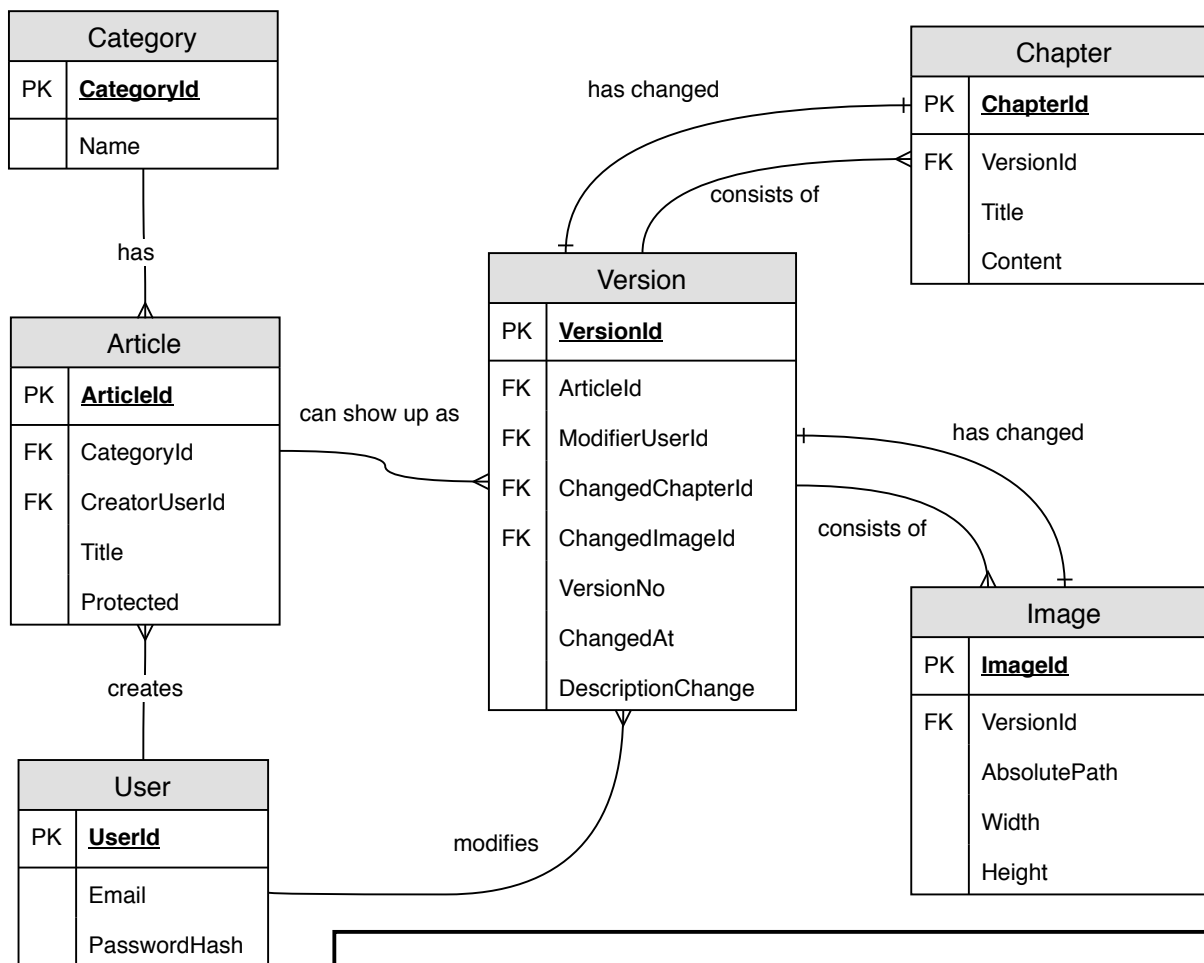 Category
PK CategoryId
Name
has
Article
PK ArticleId
FK CategoryId
FK CreatorUserId
Title
Protected
creates
User
PK UserId
Email
PasswordHash
can show up as
modifies
Version
PK VersionId
FK ArticleId
FK ModifierUserId
FK ChangedChapterId
FK ChangedImageId
VersionNo
ChangedAt
DescriptionChange
has changed
consists of
Chapter
PK ChapterId
FK VersionId
Title
Content
has changed
consists of
Image
PK ImageId
FK VersionId
AbsolutePath
Width
Height